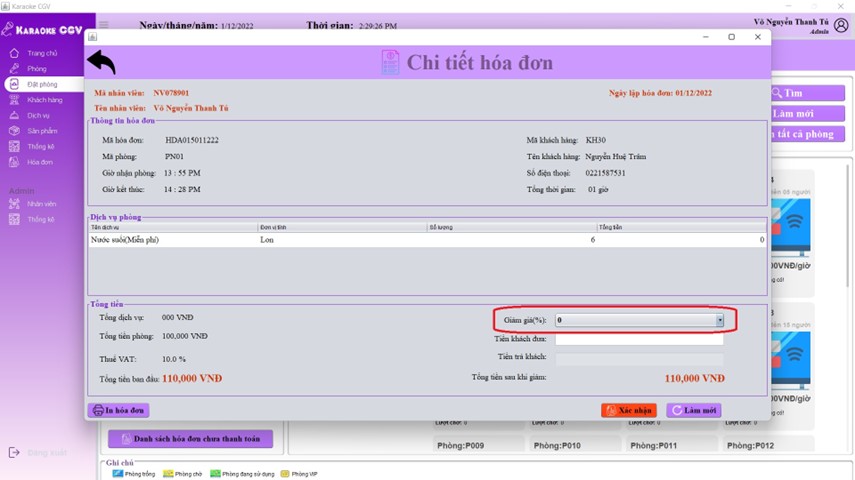 Karaoke CGV
KARAOKE CGV
Ngày/tháng/năm: 1/12/2022
Thời gian: 2:29:26 PM
Võ Nguyễn Thanh Tú
Admin
Trang chủ
Phòng
Đặt phòng
Khách hàng
Dịch vụ
Sản phẩm
Thống kê
Hóa đơn
Admin
Nhân viên
Thống kê
Đăng xuất
Chi tiết hóa đơn
Mã nhân viên: NV078901
Ngày lập hóa đơn: 01/12/2022
Tên nhân viên: Võ Nguyễn Thanh Tú
Thông tin hóa đơn
Mã hóa đơn: HDA015011222
Mã khách hàng: KH30
Mã phòng: PN01
Tên khách hàng: Nguyễn Huệ Trâm
Giờ nhận phòng: 13 : 55 PM
Số điện thoại: 0221587531
Giờ kết thúc: 14 : 28 PM
Tổng thời gian: 01 giờ
Dịch vụ phòng
Tên dịch vụ Đơn vị tính Số lượng Tổng tiền
Nước suối(Miễn phí) Lon 6 0
Tổng tiền
Tổng dịch vụ: 000 VNĐ
Giảm giá(%): 0
Tổng tiền phòng: 100,000 VNĐ
Tiền khách đưa:
Thuế VAT: 10.0 %
Tiền trả khách:
Tổng tiền ban đầu: 110,000 VNĐ
Tổng tiền sau khi giảm: 110,000 VNĐ
In hóa đơn
Xác nhận
Làm mới
Tìm
Làm mới
tất cả phòng
người
VNĐ/giờ
người
VNĐ/giờ
Danh sách hóa đơn chưa thanh toán
Phòng:P009
Phòng:P010
Phòng:P011
Phòng:P012
Ghi chú
Phòng trống
Phòng chờ
Phòng đang sử dụng
Phòng VIP